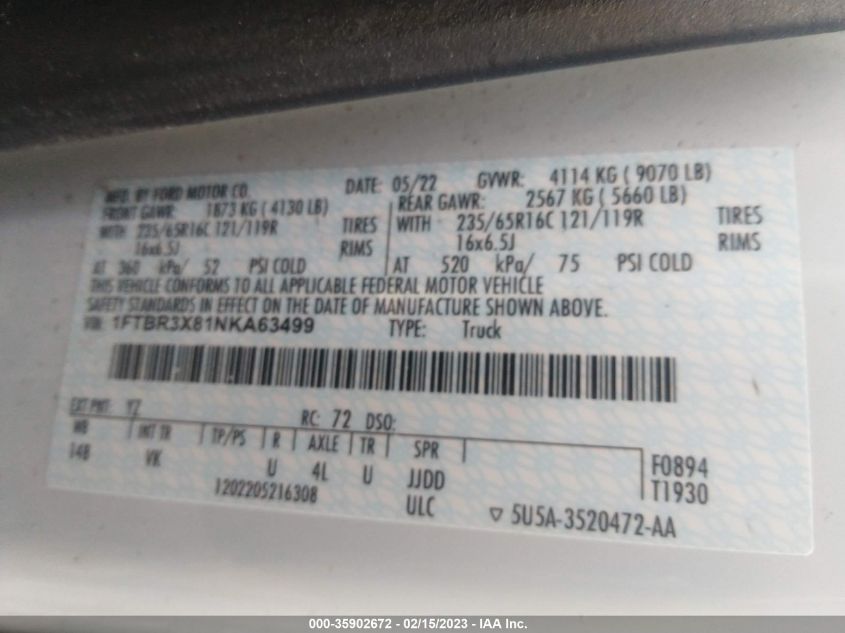 MFD. BY FORD MOTOR CO. DATE: 05/22 GVWR: 4114 KG ( 9070 LB)
FRONT GAWR: 1873 KG ( 4130 LB) REAR GAWR: 2567 KG ( 5660 LB)
WITH 235/65R16C 121/119R TIRES WITH 235/65R16C 121/119R TIRES
16x6.5J RIMS 16x6.5J RIMS
AT 360 kPa/ 52 PSI COLD AT 520 kPa/ 75 PSI COLD
THIS VEHICLE CONFORMS TO ALL APPLICABLE FEDERAL MOTOR VEHICLE
SAFETY STANDARDS IN EFFECT ON THE DATE OF MANUFACTURE SHOWN ABOVE.
VIN: 1FTBR3X81NKA63499 TYPE: Truck
EXT PNT: YZ RC: 72 DSO:
WB INT TR TP/PS R AXLE TR SPR
148 VK U 4L U JJDD F0894
1202205216308 ULC T1930
▽ 5U5A-3520472-AA
000-35902672 - 02/15/2023 - IAA Inc.